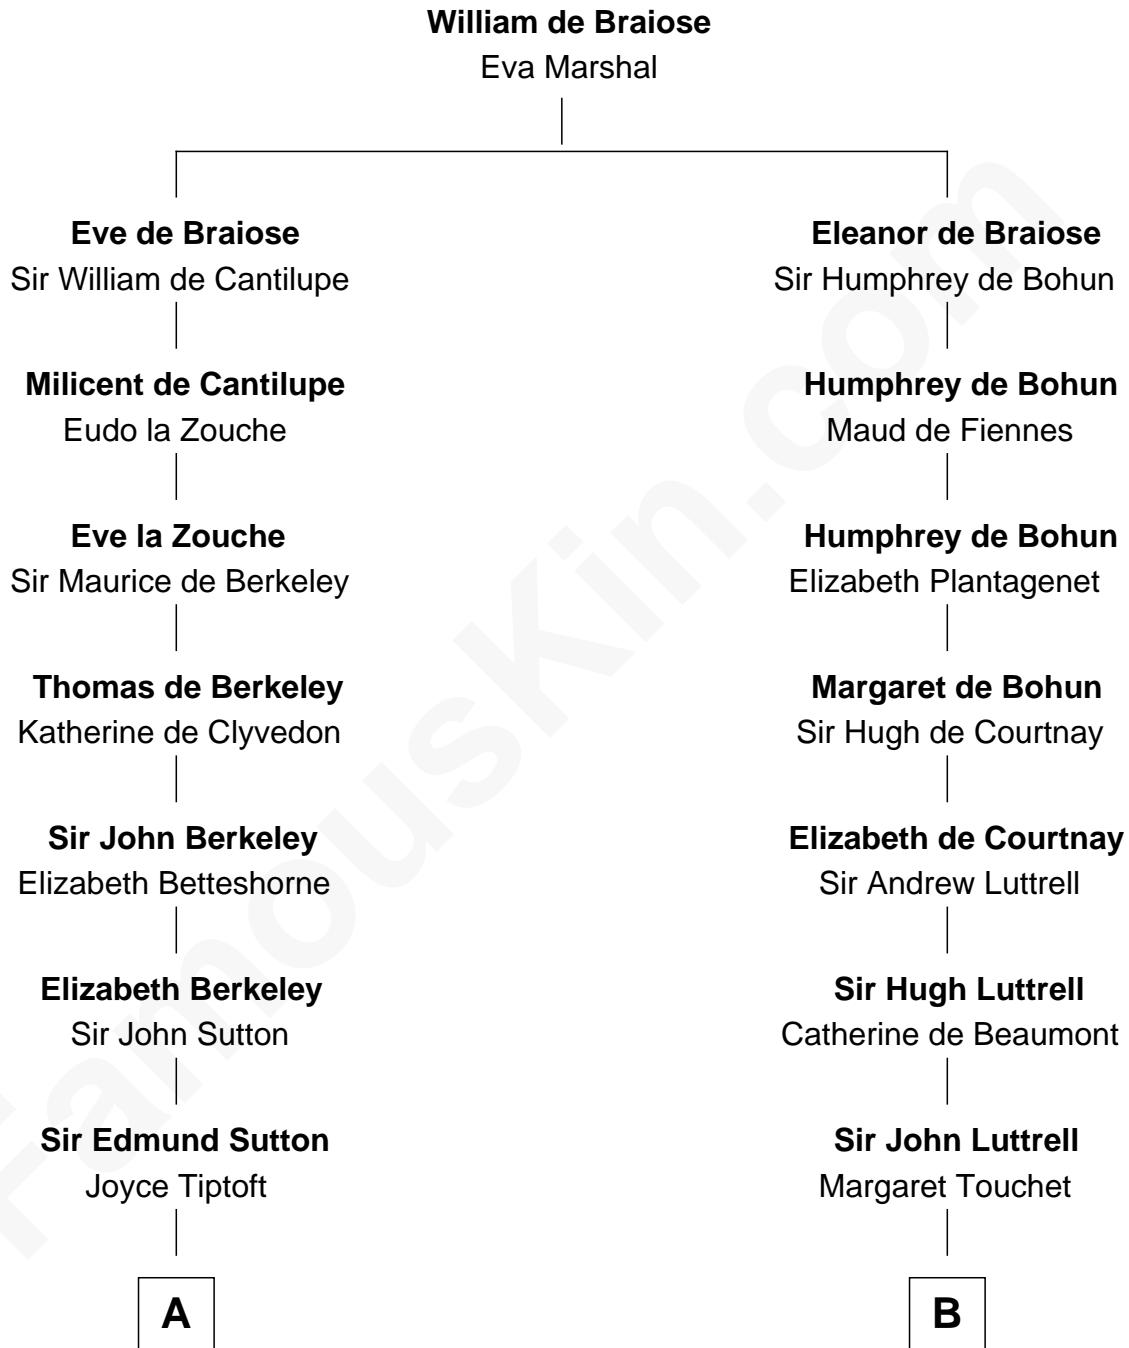 William de Braiose
Eva Marshal
Eve de Braiose
Sir William de Cantilupe
Eleanor de Braiose
Sir Humphrey de Bohun
Milicent de Cantilupe
Eudo la Zouche
Humphrey de Bohun
Maud de Fiennes
Eve la Zouche
Sir Maurice de Berkeley
Humphrey de Bohun
Elizabeth Plantagenet
Thomas de Berkeley
Katherine de Clyvedon
Margaret de Bohun
Sir Hugh de Courtnay
Sir John Berkeley
Elizabeth Betteshorne
Elizabeth de Courtnay
Sir Andrew Luttrell
Elizabeth Berkeley
Sir John Sutton
Sir Hugh Luttrell
Catherine de Beaumont
Sir Edmund Sutton
Joyce Tiptoft
Sir John Luttrell
Margaret Touchet
A
B
FamousKin.com